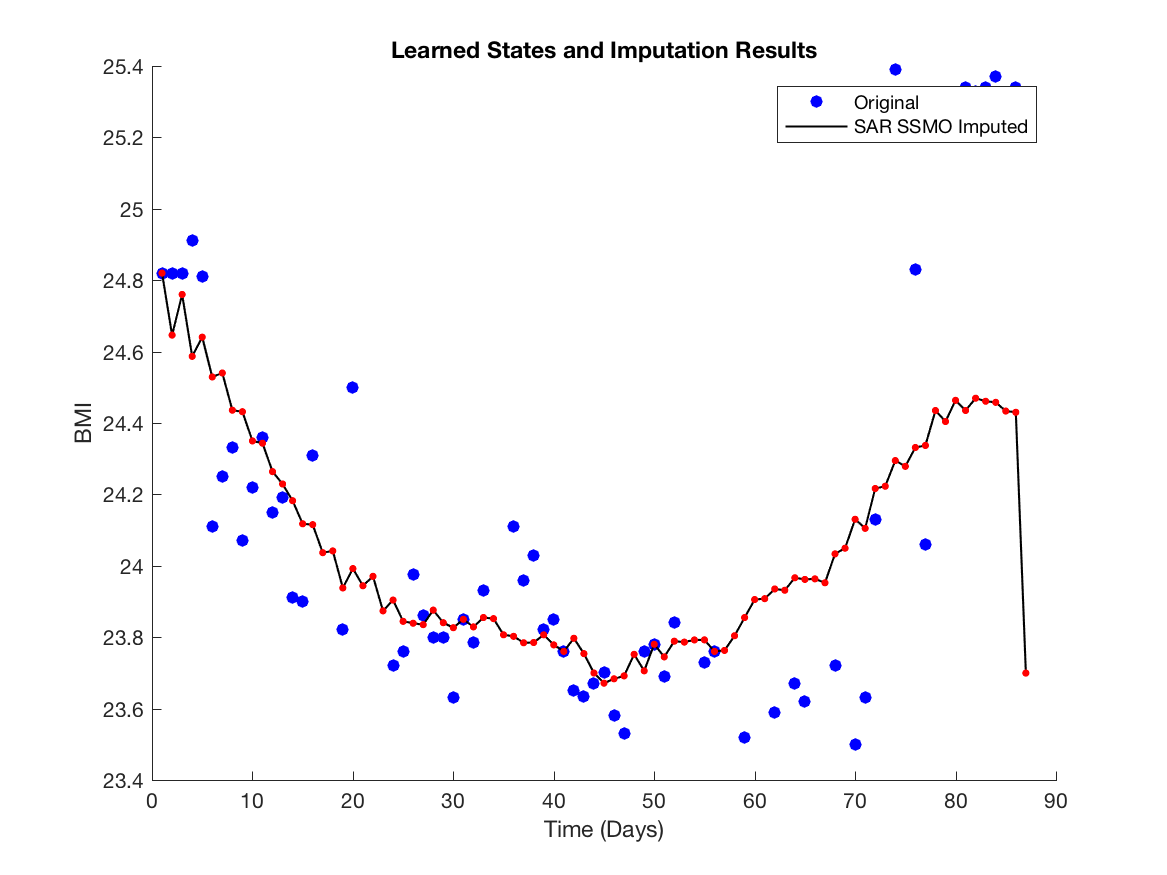 Learned States and Imputation Results
Original
SAR SSMO Imputed
BMI
25.4
25.2
25
24.8
24.6
24.4
24.2
24
23.8
23.6
23.4
0 10 20 30 40 50 60 70 80 90
Time (Days)